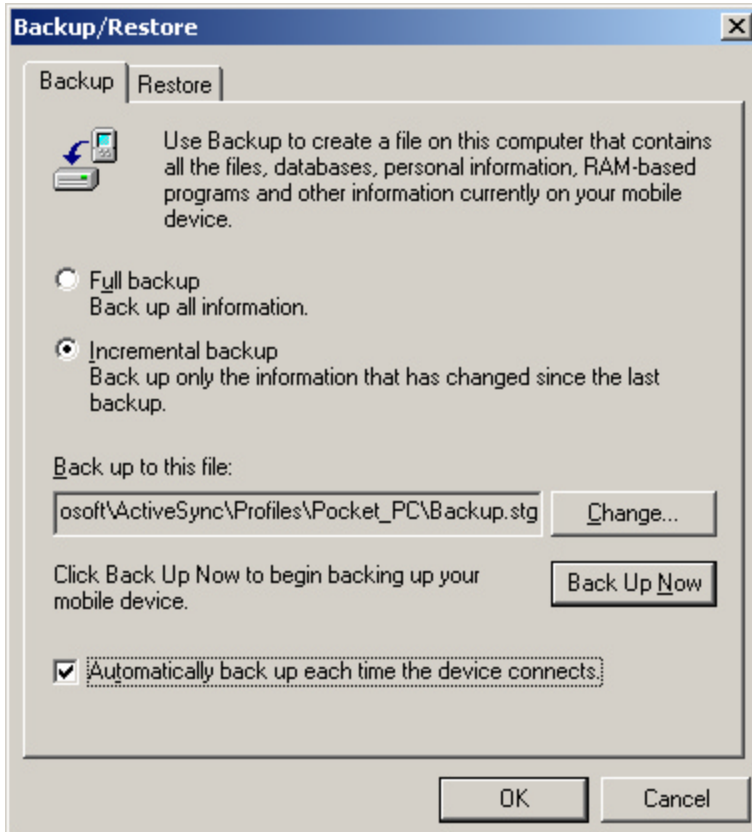 Backup/Restore
Backup
Restore
Use Backup to create a file on this computer that contains
all the files, databases, personal information, RAM-based
programs and other information currently on your mobile
device.
Full backup
Back up all information.
Incremental backup
Back up only the information that has changed since the last
backup.
Back up to this file:
osoft\ActiveSync\Profiles\Pocket_PC\Backup.stg
Change...
Click Back Up Now to begin backing up your
mobile device.
Back Up Now
Automatically back up each time the device connects.
OK
Cancel